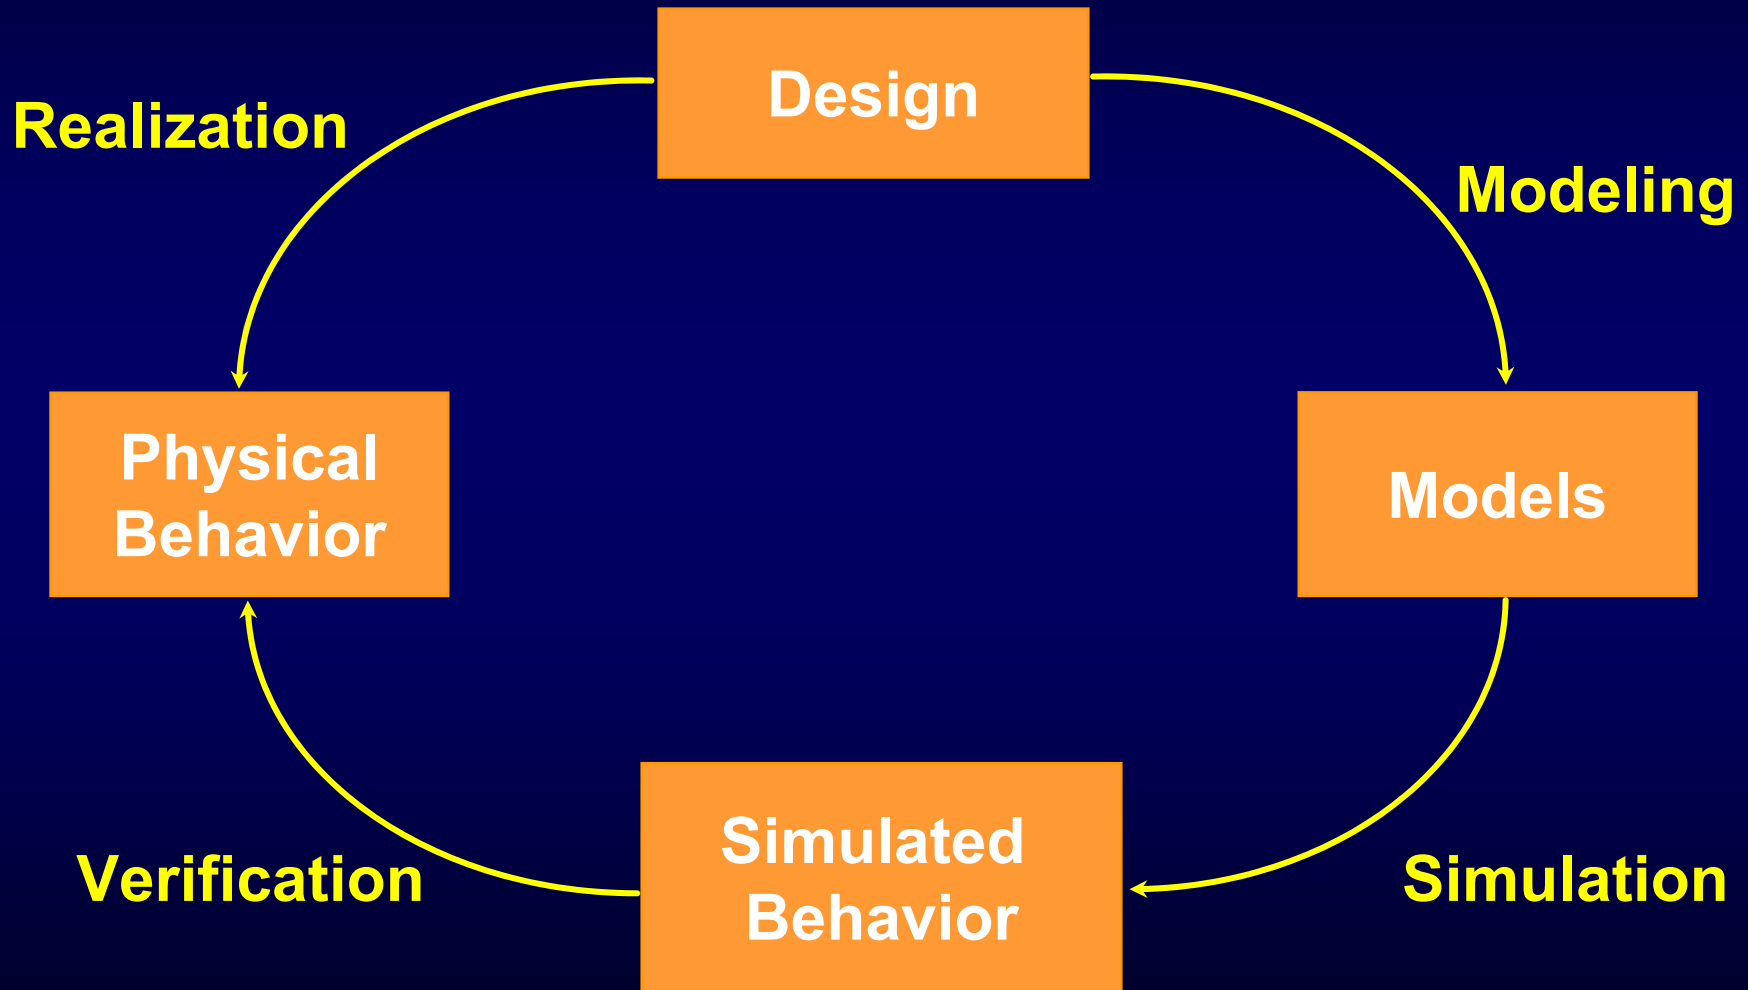 Design
Realization
Modeling
Physical
Behavior
Models
Simulated
Behavior
Verification
Simulation